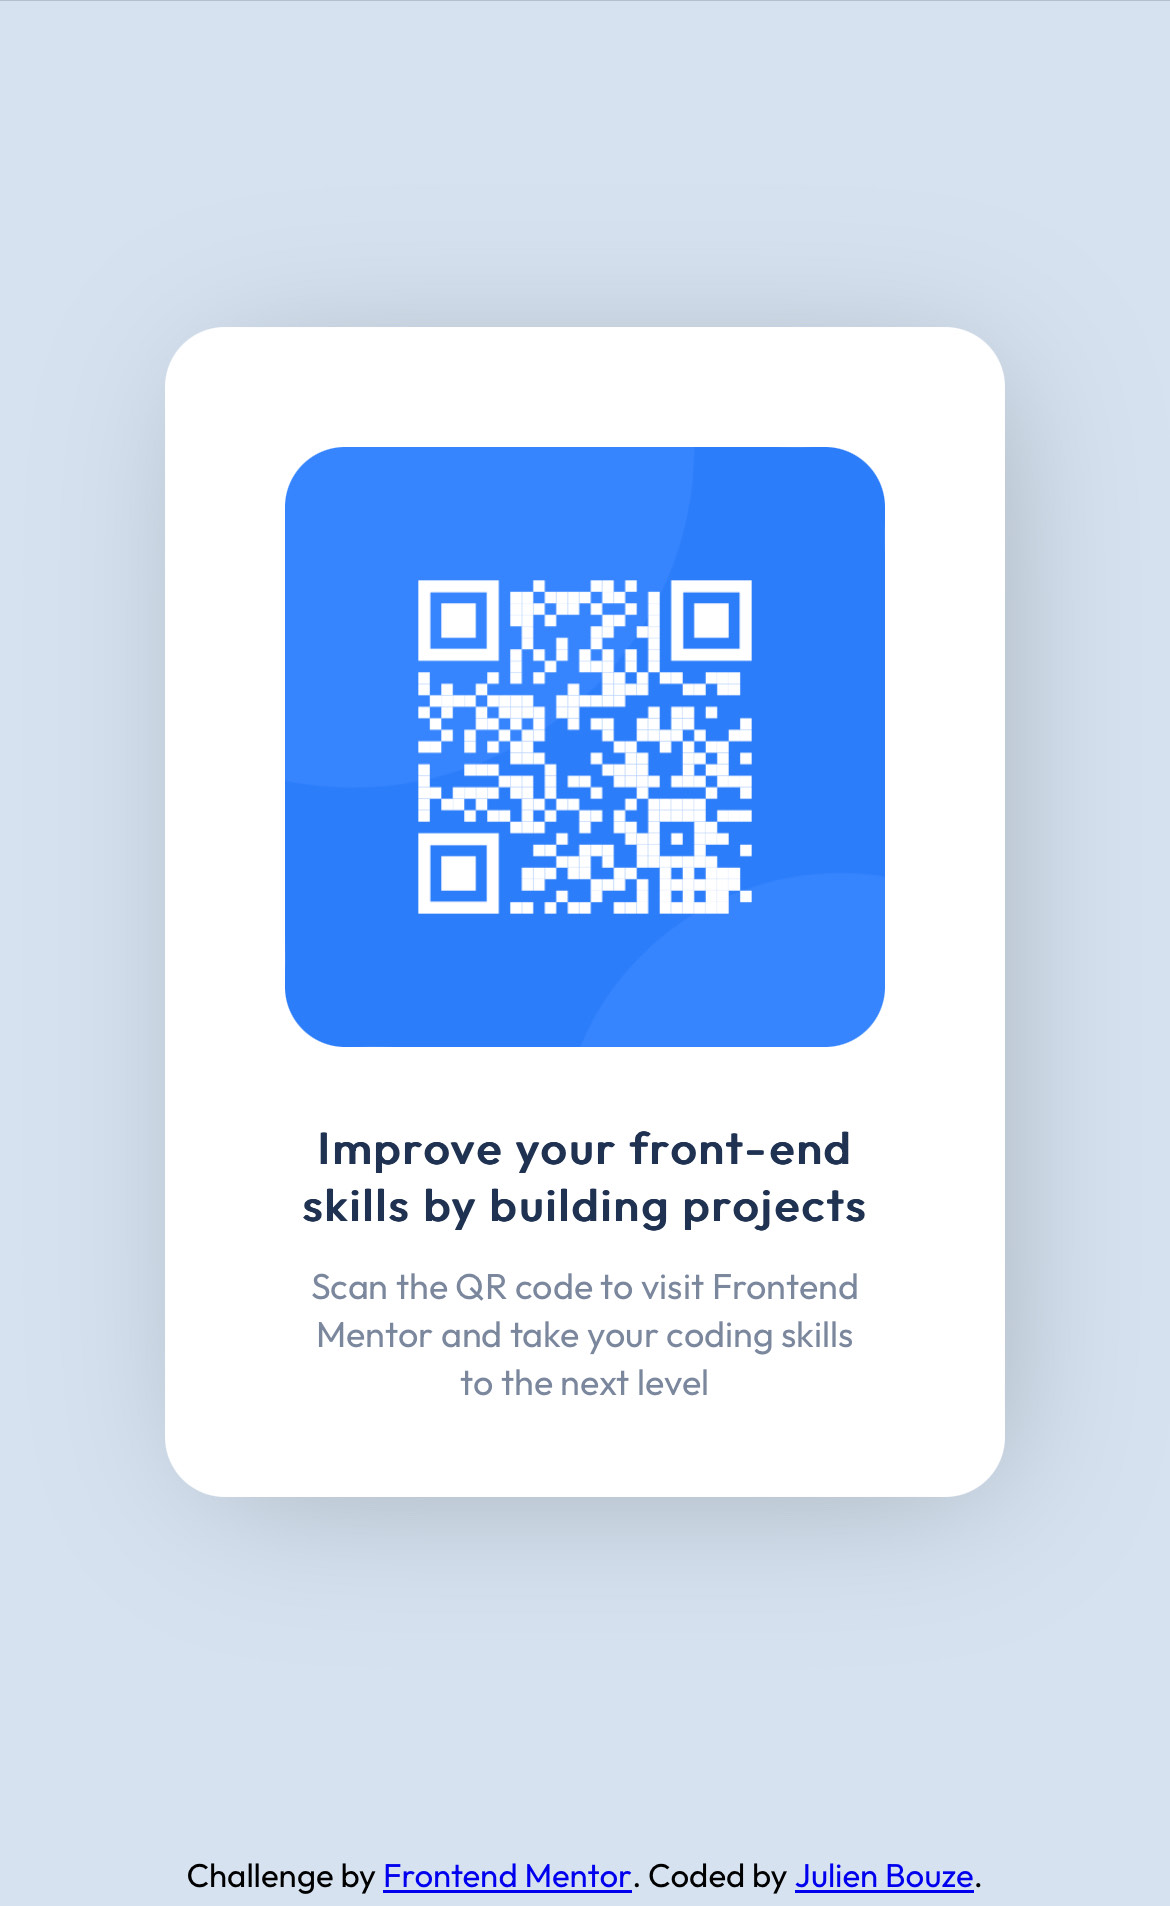 Improve your front-end
skills by building projects
Scan the QR code to visit Frontend
Mentor and take your coding skills
to the next level
Challenge by Frontend Mentor. Coded by Julien Bouze.